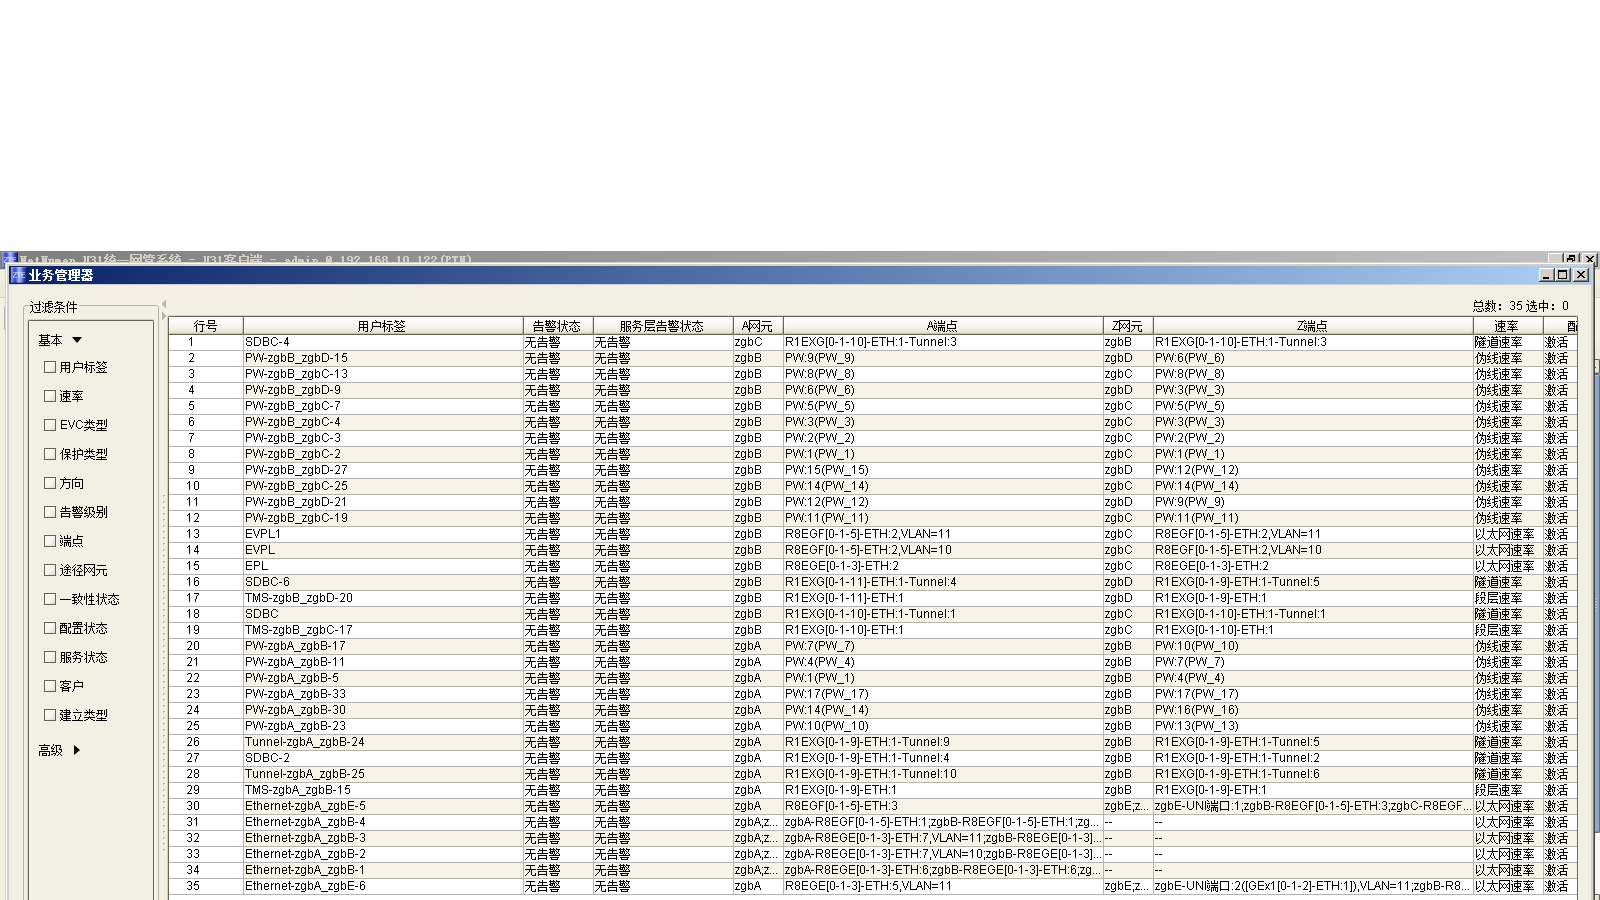 NetNumen U31统一网管系统 - U31客户端 - admin @ 192.168.10.122(PTN)
业务管理器
过滤条件
总数: 35 选中: 0
基本
用户标签
速率
EVC类型
保护类型
方向
告警级别
端点
途径网元
一致性状态
配置状态
服务状态
客户
建立类型
高级
行号 用户标签 告警状态 服务层告警状态 A网元 A端点 Z网元 Z端点 速率
1 SDBC-4 无告警 无告警 zgbC R1EXG[0-1-10]-ETH:1-Tunnel:3 zgbB R1EXG[0-1-10]-ETH:1-Tunnel:3 隧道速率 激活
2 PW-zgbB_zgbD-15 无告警 无告警 zgbB PW:9(PW_9) zgbD PW:6(PW_6) 伪线速率 激活
3 PW-zgbB_zgbC-13 无告警 无告警 zgbB PW:8(PW_8) zgbC PW:8(PW_8) 伪线速率 激活
4 PW-zgbB_zgbD-9 无告警 无告警 zgbB PW:6(PW_6) zgbD PW:3(PW_3) 伪线速率 激活
5 PW-zgbB_zgbC-7 无告警 无告警 zgbB PW:5(PW_5) zgbC PW:5(PW_5) 伪线速率 激活
6 PW-zgbB_zgbC-4 无告警 无告警 zgbB PW:3(PW_3) zgbC PW:3(PW_3) 伪线速率 激活
7 PW-zgbB_zgbC-3 无告警 无告警 zgbB PW:2(PW_2) zgbC PW:2(PW_2) 伪线速率 激活
8 PW-zgbB_zgbC-2 无告警 无告警 zgbB PW:1(PW_1) zgbC PW:1(PW_1) 伪线速率 激活
9 PW-zgbB_zgbD-27 无告警 无告警 zgbB PW:15(PW_15) zgbD PW:12(PW_12) 伪线速率 激活
10 PW-zgbB_zgbC-25 无告警 无告警 zgbB PW:14(PW_14) zgbC PW:14(PW_14) 伪线速率 激活
11 PW-zgbB_zgbD-21 无告警 无告警 zgbB PW:12(PW_12) zgbD PW:9(PW_9) 伪线速率 激活
12 PW-zgbB_zgbC-19 无告警 无告警 zgbB PW:11(PW_11) zgbC PW:11(PW_11) 伪线速率 激活
13 EVPL1 无告警 无告警 zgbB R8EGF[0-1-5]-ETH:2,VLAN=11 zgbC R8EGF[0-1-5]-ETH:2,VLAN=11 以太网速率 激活
14 EVPL 无告警 无告警 zgbB R8EGF[0-1-5]-ETH:2,VLAN=10 zgbC R8EGF[0-1-5]-ETH:2,VLAN=10 以太网速率 激活
15 EPL 无告警 无告警 zgbB R8EGE[0-1-3]-ETH:2 zgbC R8EGE[0-1-3]-ETH:2 以太网速率 激活
16 SDBC-6 无告警 无告警 zgbB R1EXG[0-1-11]-ETH:1-Tunnel:4 zgbD R1EXG[0-1-9]-ETH:1-Tunnel:5 隧道速率 激活
17 TMS-zgbB_zgbD-20 无告警 无告警 zgbB R1EXG[0-1-11]-ETH:1 zgbD R1EXG[0-1-9]-ETH:1 段层速率 激活
18 SDBC 无告警 无告警 zgbB R1EXG[0-1-10]-ETH:1-Tunnel:1 zgbC R1EXG[0-1-10]-ETH:1-Tunnel:1 隧道速率 激活
19 TMS-zgbB_zgbC-17 无告警 无告警 zgbB R1EXG[0-1-10]-ETH:1 zgbC R1EXG[0-1-10]-ETH:1 段层速率 激活
20 PW-zgbA_zgbB-17 无告警 无告警 zgbA PW:7(PW_7) zgbB PW:10(PW_10) 伪线速率 激活
21 PW-zgbA_zgbB-11 无告警 无告警 zgbA PW:4(PW_4) zgbB PW:7(PW_7) 伪线速率 激活
22 PW-zgbA_zgbB-5 无告警 无告警 zgbA PW:1(PW_1) zgbB PW:4(PW_4) 伪线速率 激活
23 PW-zgbA_zgbB-33 无告警 无告警 zgbA PW:17(PW_17) zgbB PW:17(PW_17) 伪线速率 激活
24 PW-zgbA_zgbB-30 无告警 无告警 zgbA PW:14(PW_14) zgbB PW:16(PW_16) 伪线速率 激活
25 PW-zgbA_zgbB-23 无告警 无告警 zgbA PW:10(PW_10) zgbB PW:13(PW_13) 伪线速率 激活
26 Tunnel-zgbA_zgbB-24 无告警 无告警 zgbA R1EXG[0-1-9]-ETH:1-Tunnel:9 zgbB R1EXG[0-1-9]-ETH:1-Tunnel:5 隧道速率 激活
27 SDBC-2 无告警 无告警 zgbA R1EXG[0-1-9]-ETH:1-Tunnel:4 zgbB R1EXG[0-1-9]-ETH:1-Tunnel:2 隧道速率 激活
28 Tunnel-zgbA_zgbB-25 无告警 无告警 zgbA R1EXG[0-1-9]-ETH:1-Tunnel:10 zgbB R1EXG[0-1-9]-ETH:1-Tunnel:6 隧道速率 激活
29 TMS-zgbA_zgbB-15 无告警 无告警 zgbA R1EXG[0-1-9]-ETH:1 zgbB R1EXG[0-1-9]-ETH:1 段层速率 激活
30 Ethernet-zgbA_zgbE-5 无告警 无告警 zgbA R8EGF[0-1-5]-ETH:3 zgbE;z... zgbE-UNI端口:1;zgbB-R8EGF[0-1-5]-ETH:3;zgbC-R8EGF... 以太网速率 激活
31 Ethernet-zgbA_zgbB-4 无告警 无告警 zgbA;z... zgbA-R8EGF[0-1-5]-ETH:1;zgbB-R8EGF[0-1-5]-ETH:1;zg... -- -- 以太网速率 激活
32 Ethernet-zgbA_zgbB-3 无告警 无告警 zgbA;z... zgbA-R8EGE[0-1-3]-ETH:7,VLAN=11;zgbB-R8EGE[0-1-3]... -- -- 以太网速率 激活
33 Ethernet-zgbA_zgbB-2 无告警 无告警 zgbA;z... zgbA-R8EGE[0-1-3]-ETH:7,VLAN=10;zgbB-R8EGE[0-1-3]... -- -- 以太网速率 激活
34 Ethernet-zgbA_zgbB-1 无告警 无告警 zgbA;z... zgbA-R8EGE[0-1-3]-ETH:6;zgbB-R8EGE[0-1-3]-ETH:6;zg... -- -- 以太网速率 激活
35 Ethernet-zgbA_zgbE-6 无告警 无告警 zgbA R8EGE[0-1-3]-ETH:5,VLAN=11 zgbE;z... zgbE-UNI端口:2([GEx1[0-1-2]-ETH:1]),VLAN=11;zgbB-R8... 以太网速率 激活